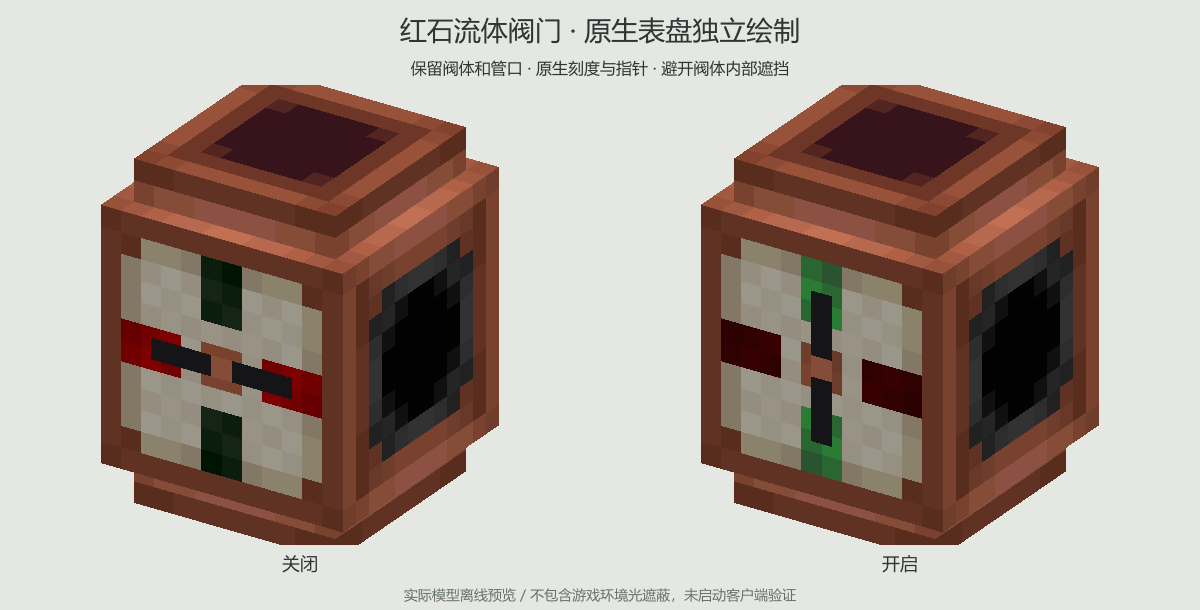 红石流体阀门 · 原生表盘独立绘制
保留阀体和管口 · 原生刻度与指针 · 避开阀体内部遮挡
关闭
开启
实际模型离线预览 / 不包含游戏环境光遮蔽，未启动客户端验证